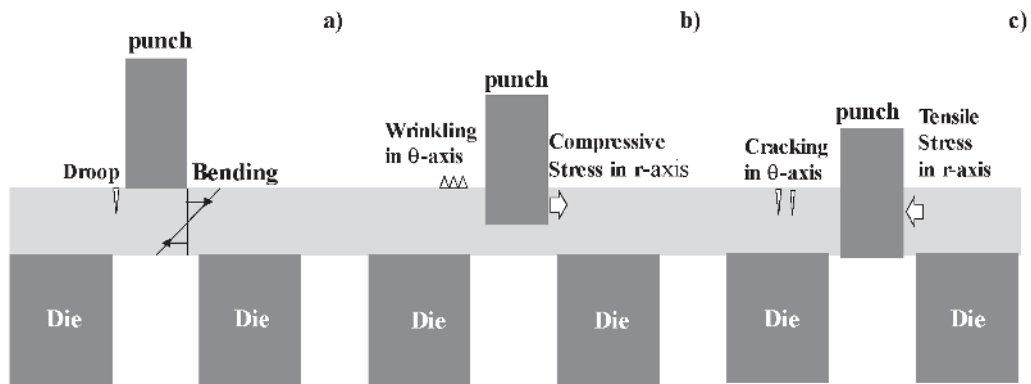 a)
punch
Droop
Bending
Die
Die
b)
punch
Wrinkling
in θ-axis
Compressive
Stress in r-axis
Die
Die
c)
punch
Cracking
in θ-axis
Tensile
Stress
in r-axis
Die
Die